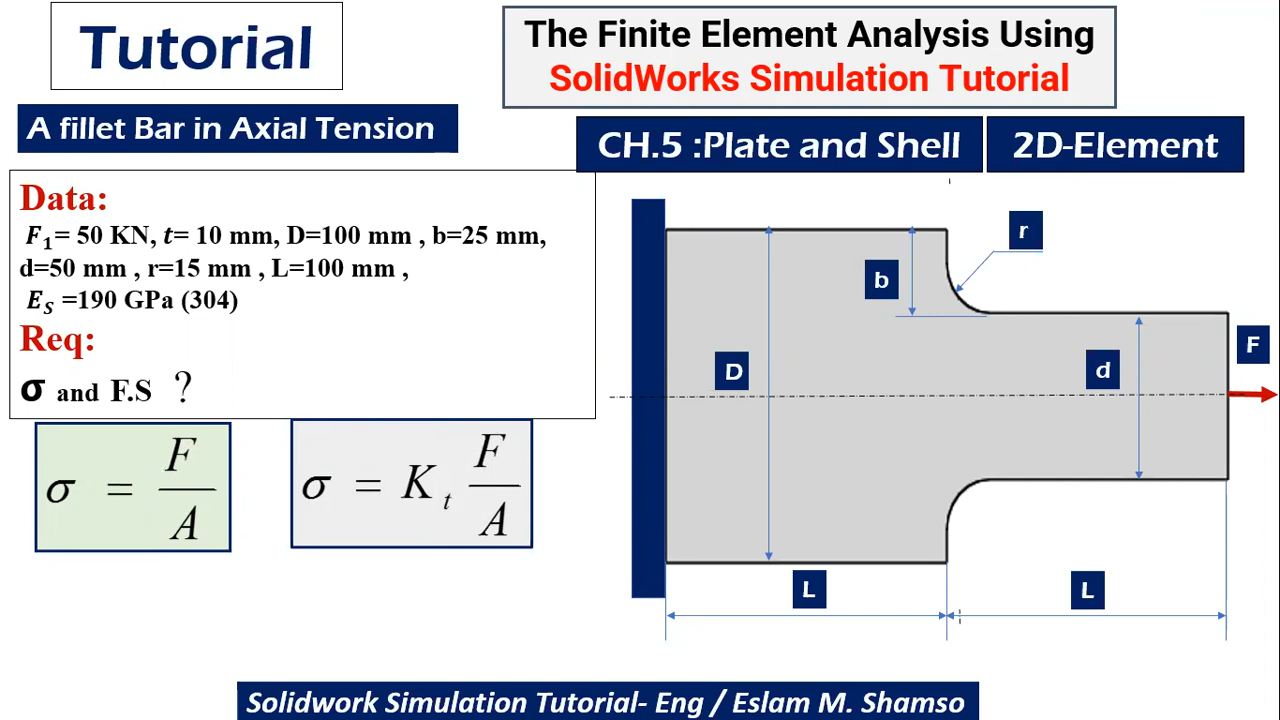 Tutorial
The Finite Element Analysis Using
SolidWorks Simulation Tutorial
A fillet Bar in Axial Tension
CH.5 :Plate and Shell
2D-Element
Data:
F₁= 50 KN, t= 10 mm, D=100 mm , b=25 mm,
d=50 mm , r=15 mm , L=100 mm ,
E_S =190 GPa (304)
Req:
σ and F.S ?
σ = F/A
σ = K_t F/A
r
b
D
d
F
L
L
Solidwork Simulation Tutorial- Eng / Eslam M. Shamso